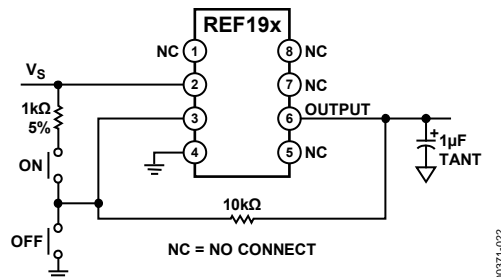 REF19x
NC 1
8 NC
VS
2
7 NC
1kΩ
5%
3
6
OUTPUT
+
1µF
TANT
ON
4
5 NC
10kΩ
OFF
NC = NO CONNECT